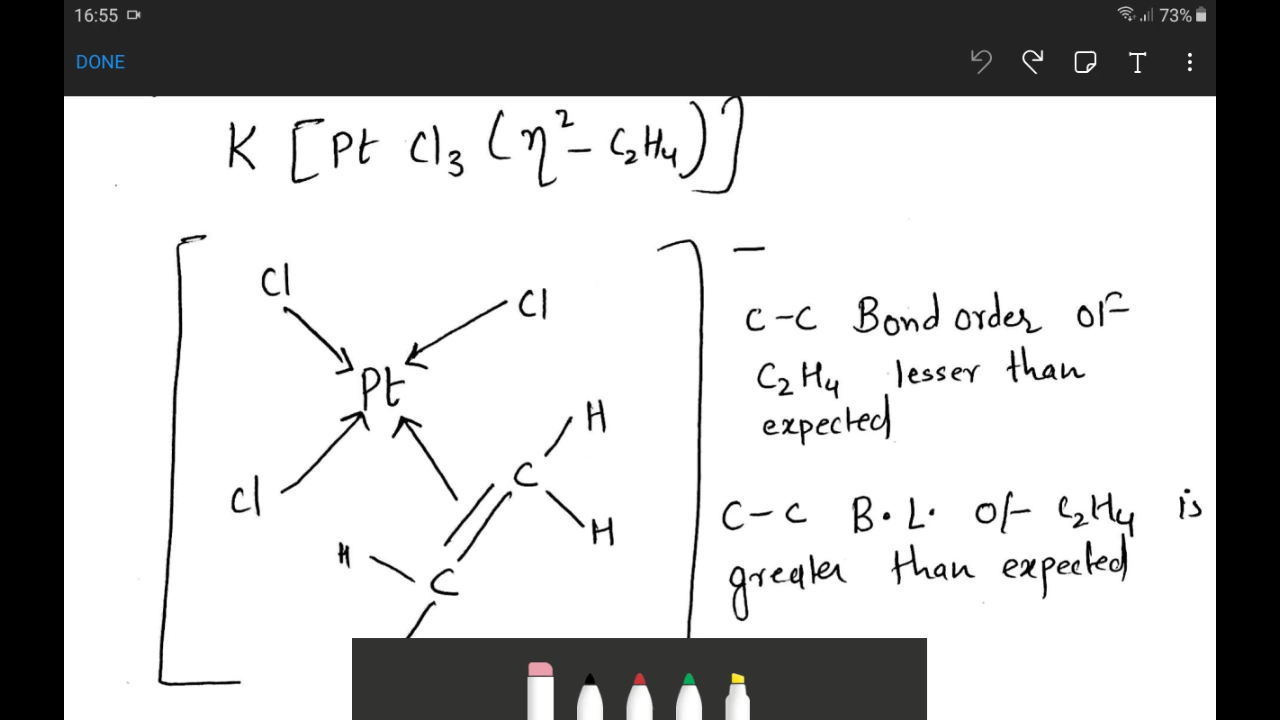 16:55 73%
DONE T
K [Pt Cl₃ (η²- C₂H₄)]
Cl Cl
Pt
Cl C H
H
H C
—
C-C Bond order of
C₂H₄ lesser than
expected
C-C B.L. of C₂H₄ is
greater than expected